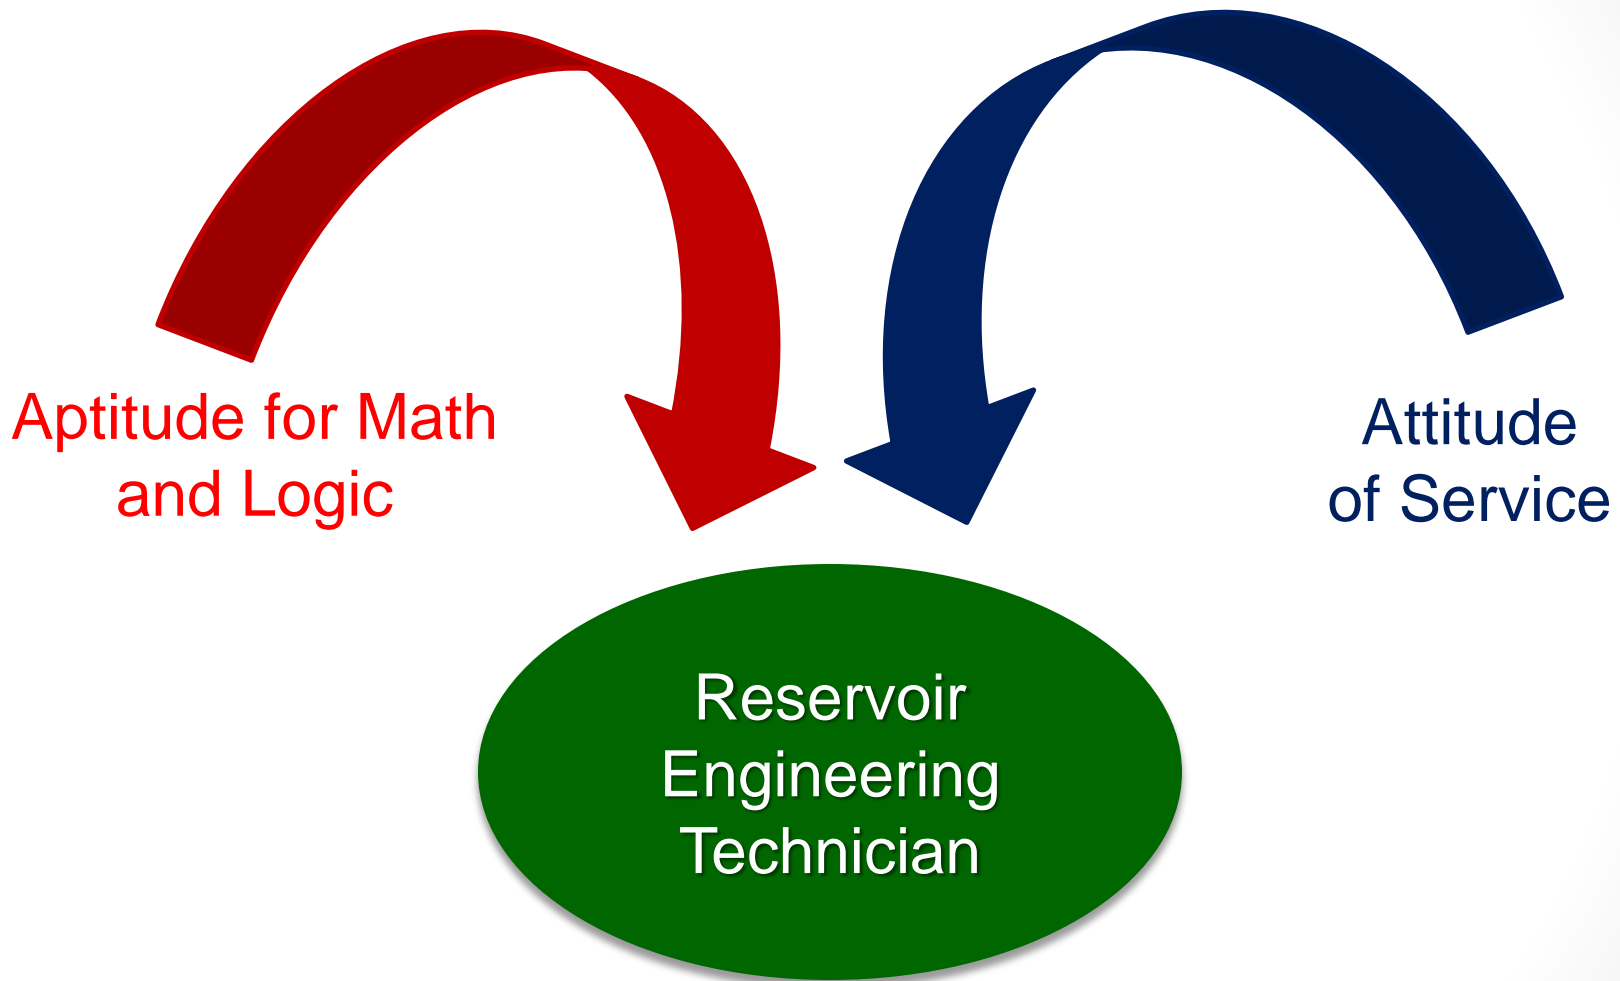 Aptitude for Math
and Logic
Attitude
of Service
Reservoir
Engineering
Technician